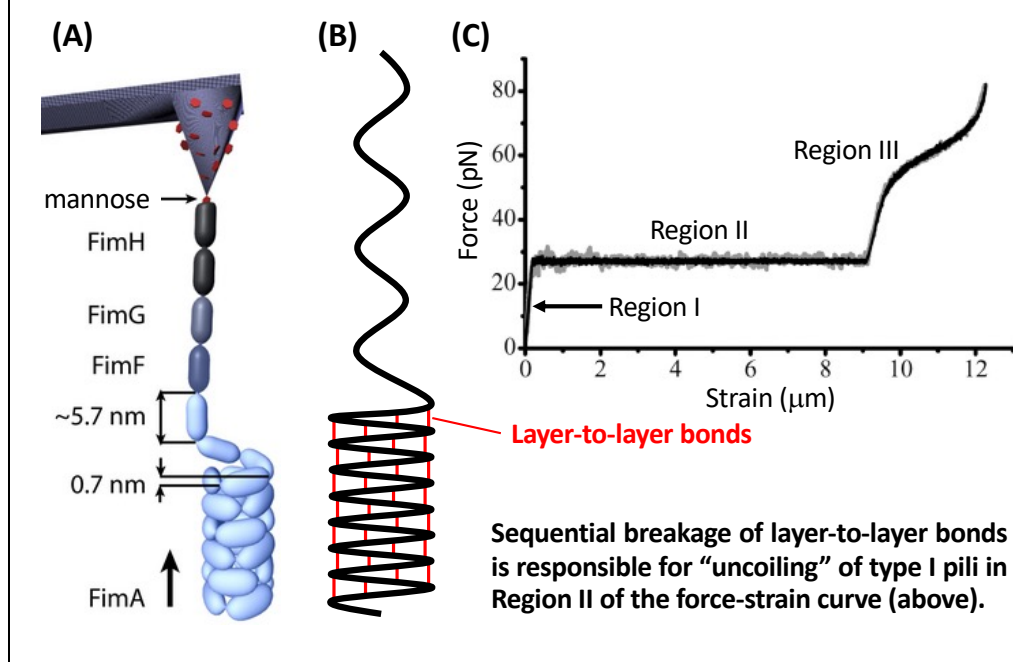 (A)
mannose
FimH
FimG
FimF
~5.7 nm
0.7 nm
FimA
(B)
Layer-to-layer bonds
(C)
Force (pN)
80
60
40
20
0
Region III
Region II
Region I
0 2 4 6 8 10 12
Strain (μm)
Sequential breakage of layer-to-layer bonds
is responsible for “uncoiling” of type I pili in
Region II of the force-strain curve (above).